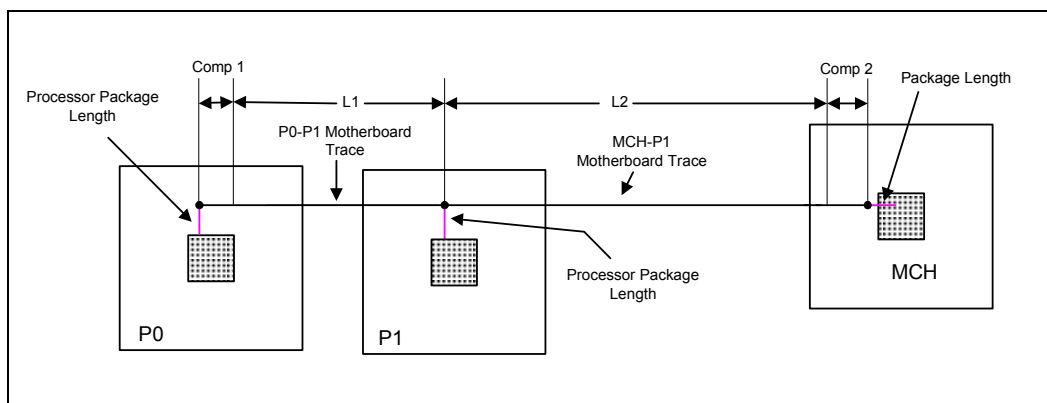 Comp 1
Comp 2
Package Length
Processor Package
Length
L1
L2
P0-P1 Motherboard
Trace
MCH-P1
Motherboard Trace
Processor Package
Length
MCH
P0
P1